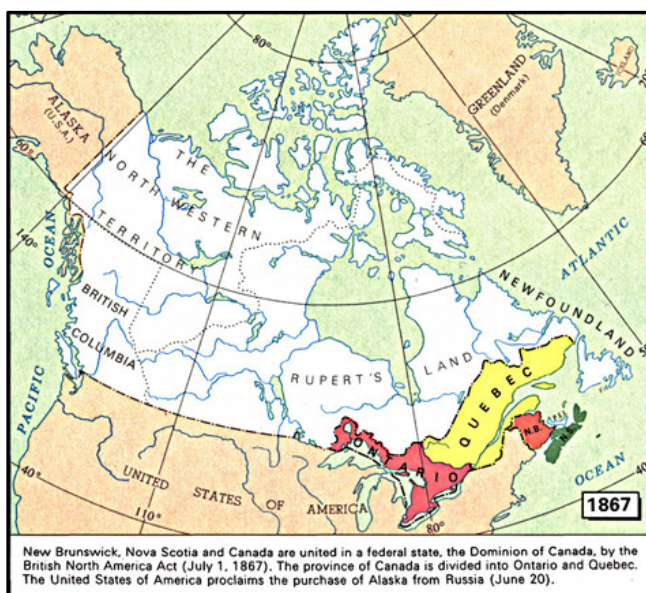 80°
ICELAND
GREENLAND
(Denmark)
20°
ALASKA
(U.S.A.)
60°
60°
THE
NORTH-WESTERN
TERRITORY
140°
OCEAN
PACIFIC
ATLANTIC
OCEAN
NEWFOUNDLAND
BRITISH
COLUMBIA
RUPERT'S
LAND
QUEBEC
ONTARIO
P.E.I.
N.B.
N.S.
40°
UNITED STATES OF AMERICA
110°
80°
40°
1867
New Brunswick, Nova Scotia and Canada are united in a federal state, the Dominion of Canada, by the
British North America Act (July 1, 1867). The province of Canada is divided into Ontario and Quebec.
The United States of America proclaims the purchase of Alaska from Russia (June 20).